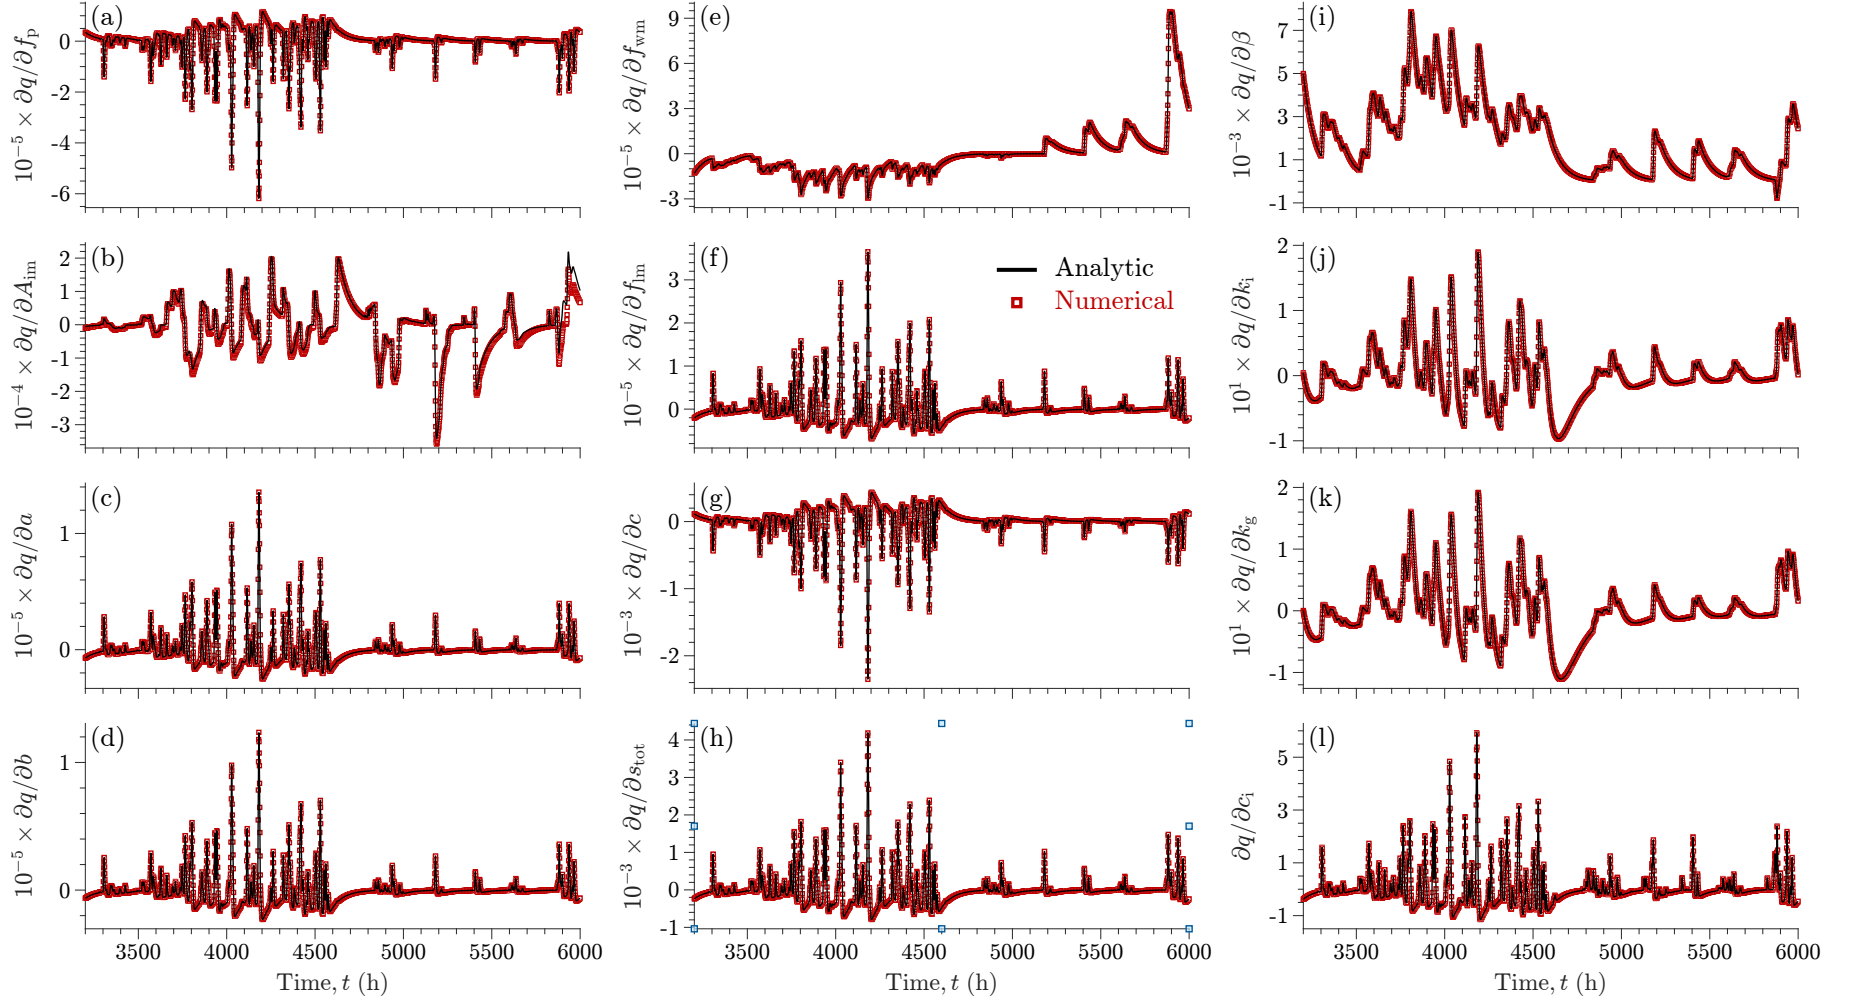 (a)
0
-2
-4
-6
10⁻⁵ × ∂q/∂f_p
(b)
2
1
0
-1
-2
-3
10⁻⁴ × ∂q/∂A_im
(c)
1
0
10⁻⁵ × ∂q/∂a
(d)
1
0
10⁻⁵ × ∂q/∂b
3500 4000 4500 5000 5500 6000
Time, t (h)
(e)
9
6
3
0
-3
10⁻⁵ × ∂q/∂f_wm
(f)
3
2
1
0
10⁻⁵ × ∂q/∂f_lm
Analytic
Numerical
(g)
0
-1
-2
10⁻³ × ∂q/∂c
(h)
4
3
2
1
0
-1
10⁻³ × ∂q/∂s_tot
3500 4000 4500 5000 5500 6000
Time, t (h)
(i)
7
5
3
1
-1
10⁻³ × ∂q/∂β
(j)
2
1
0
-1
10¹ × ∂q/∂k_i
(k)
2
1
0
-1
10¹ × ∂q/∂k_g
(l)
5
3
1
-1
∂q/∂c_i
3500 4000 4500 5000 5500 6000
Time, t (h)